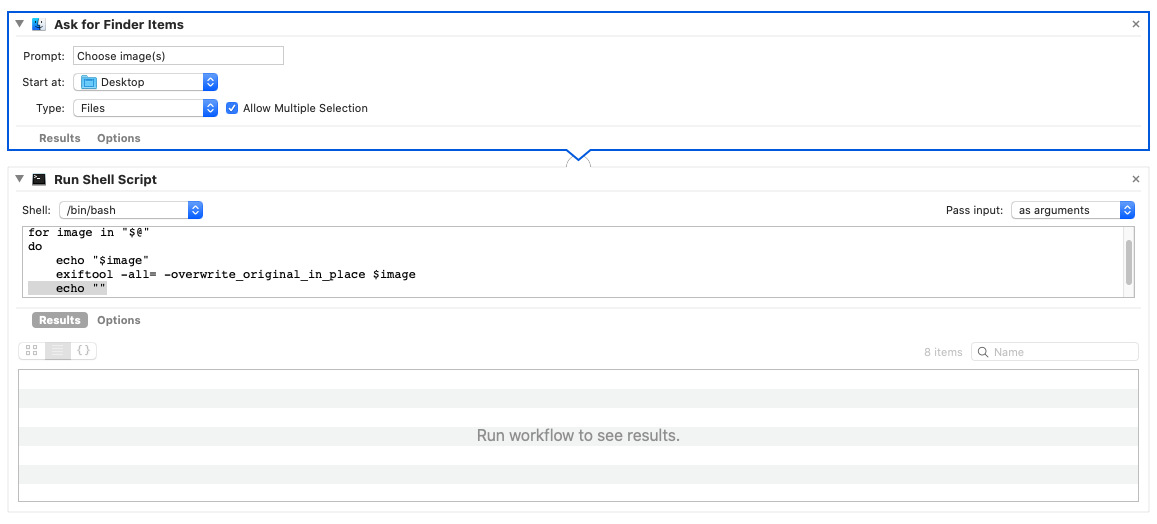 Ask for Finder Items
Prompt: Choose image(s)
Start at: Desktop
Type: Files Allow Multiple Selection
Results Options
Run Shell Script
Shell: /bin/bash Pass input: as arguments
for image in "$@"
do
echo "$image"
exiftool -all= -overwrite_original_in_place $image
echo ""
Results Options
{} 8 items Name
Run workflow to see results.